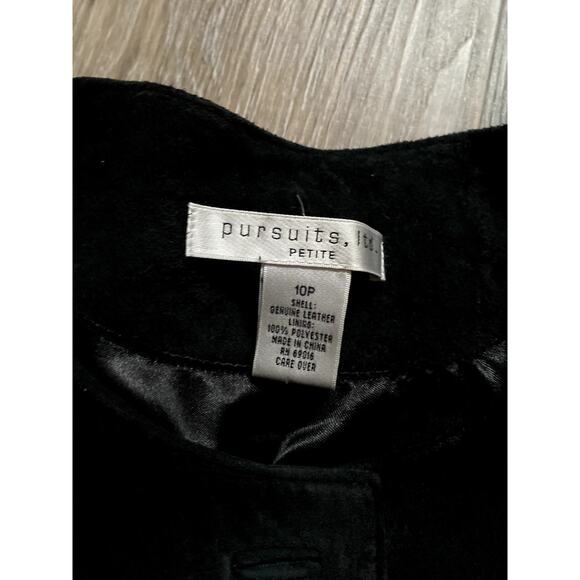 pursuits, ltd.
PETITE
10P
SHELL:
GENUINE LEATHER
LINING:
100% POLYESTER
MADE IN CHINA
RN 69016
CARE OVER